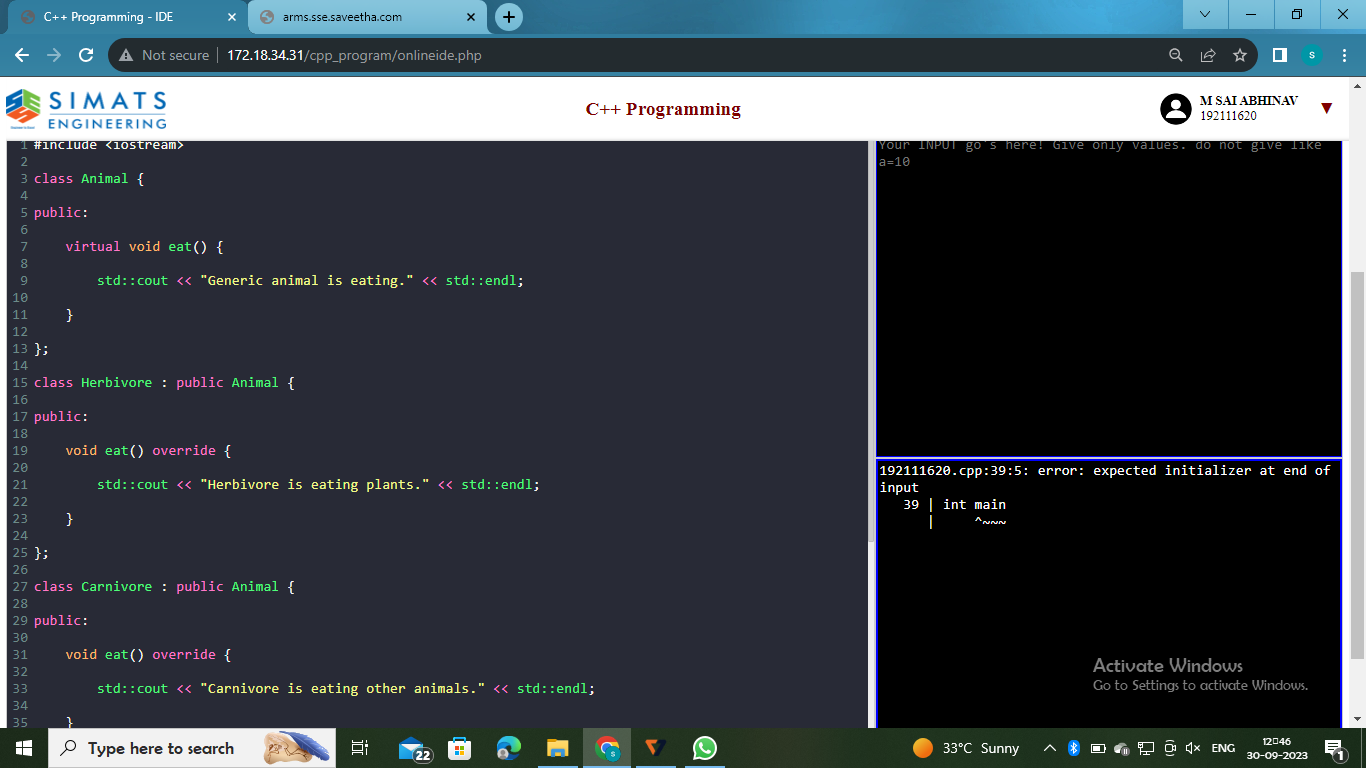 C++ Programming - IDE
arms.sse.saveetha.com
Not secure
172.18.34.31/cpp_program/onlineide.php
S
SIMATS
ENGINEERING
C++ Programming
M SAI ABHINAV
192111620
1 #include <iostream>
2
3 class Animal {
4
5 public:
6
7     virtual void eat() {
8
9         std::cout << "Generic animal is eating." << std::endl;
10
11     }
12
13 };
14
15 class Herbivore : public Animal {
16
17 public:
18
19     void eat() override {
20
21         std::cout << "Herbivore is eating plants." << std::endl;
22
23     }
24
25 };
26
27 class Carnivore : public Animal {
28
29 public:
30
31     void eat() override {
32
33         std::cout << "Carnivore is eating other animals." << std::endl;
34
35     }
Your INPUT go's here! Give only values. do not give like
a=10
192111620.cpp:39:5: error: expected initializer at end of
input
   39 | int main
      |     ^~~~
Activate Windows
Go to Settings to activate Windows.
Type here to search
22
33°C Sunny
ENG
12:46
30-09-2023
1